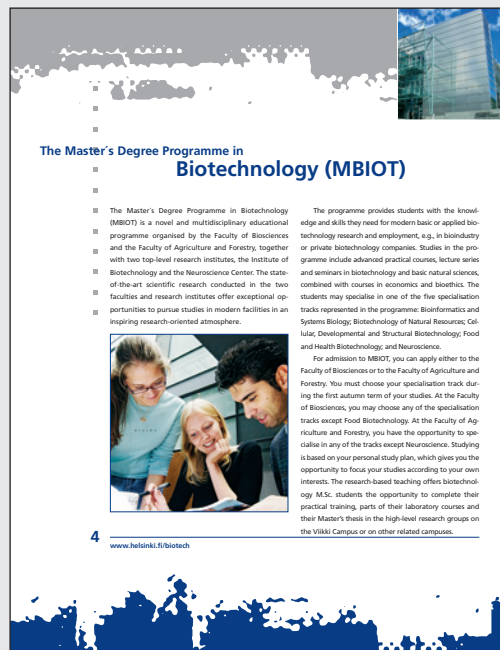 The Master´s Degree Programme in
Biotechnology (MBIOT)
The Master´s Degree Programme in Biotechnology
(MBIOT) is a novel and multidisciplinary educational
programme organised by the Faculty of Biosciences
and the Faculty of Agriculture and Forestry, together
with two top-level research institutes, the Institute of
Biotechnology and the Neuroscience Center. The state-
of-the-art scientific research conducted in the two
faculties and research institutes offer exceptional op-
portunities to pursue studies in modern facilities in an
inspiring research-oriented atmosphere.
The programme provides students with the knowl-
edge and skills they need for modern basic or applied bio-
technology research and employment, e.g., in bioindustry
or private biotechnology companies. Studies in the pro-
gramme include advanced practical courses, lecture series
and seminars in biotechnology and basic natural sciences,
combined with courses in economics and bioethics. The
students may specialise in one of the five specialisation
tracks represented in the programme: Bioinformatics and
Systems Biology; Biotechnology of Natural Resources; Cel-
lular, Developmental and Structural Biotechnology; Food
and Health Biotechnology; and Neuroscience.
For admission to MBIOT, you can apply either to the
Faculty of Biosciences or to the Faculty of Agriculture and
Forestry. You must choose your specialisation track dur-
ing the first autumn term of your studies. At the Faculty
of Biosciences, you may choose any of the specialisation
tracks except Food Biotechnology. At the Faculty of Ag-
riculture and Forestry, you have the opportunity to spe-
cialise in any of the tracks except Neuroscience. Studying
is based on your personal study plan, which gives you the
opportunity to focus your studies according to your own
interests. The research-based teaching offers biotechnol-
ogy M.Sc. students the opportunity to complete their
practical training, parts of their laboratory courses and
their Master's thesis in the high-level research groups on
the Viikki Campus or on other related campuses.
4
www.helsinki.fi/biotech